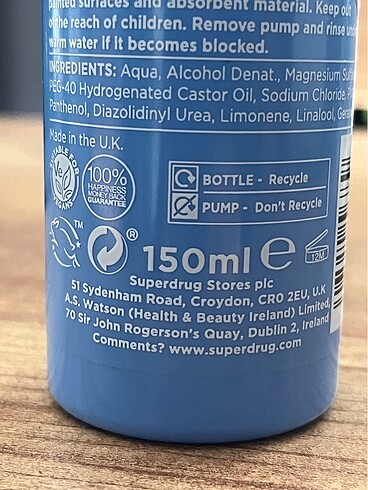 painted surfaces and absorbent material. Keep out
of the reach of children. Remove pump and rinse
warm water if it becomes blocked.
INGREDIENTS: Aqua, Alcohol Denat., Magnesium
PEG-40 Hydrogenated Castor Oil, Sodium Chloride,
Panthenol, Diazolidinyl Urea, Limonene, Linalool,
Made in the U.K.
SUITABLE FOR VEGANS
100%
HAPPINESS
MONEY BACK
GUARANTEE
BOTTLE - Recycle
PUMP - Don't Recycle
TM
®
150ml e
12M
Superdrug Stores plc
51 Sydenham Road, Croydon, CR0 2EU, U.K
A.S. Watson (Health & Beauty Ireland) Limited,
70 Sir John Rogerson's Quay, Dublin 2, Ireland
Comments? www.superdrug.com